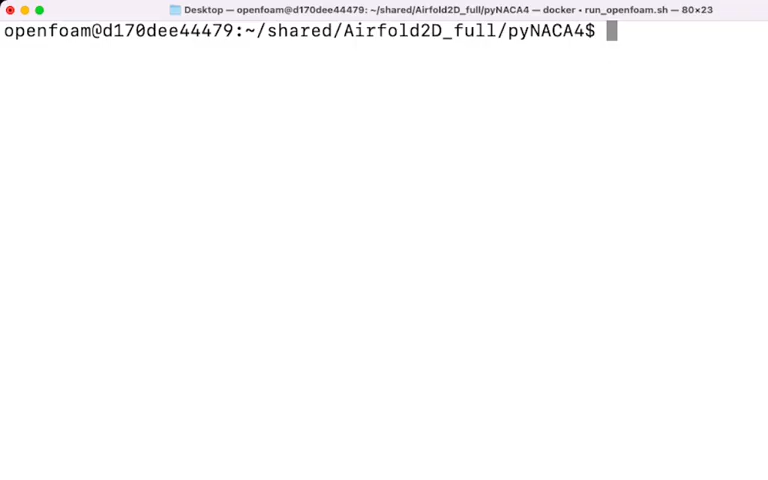 Desktop — openfoam@d170dee44479: ~/shared/Airfold2D_full/pyNACA4 — docker • run_openfoam.sh — 80×23
openfoam@d170dee44479:~/shared/Airfold2D_full/pyNACA4$